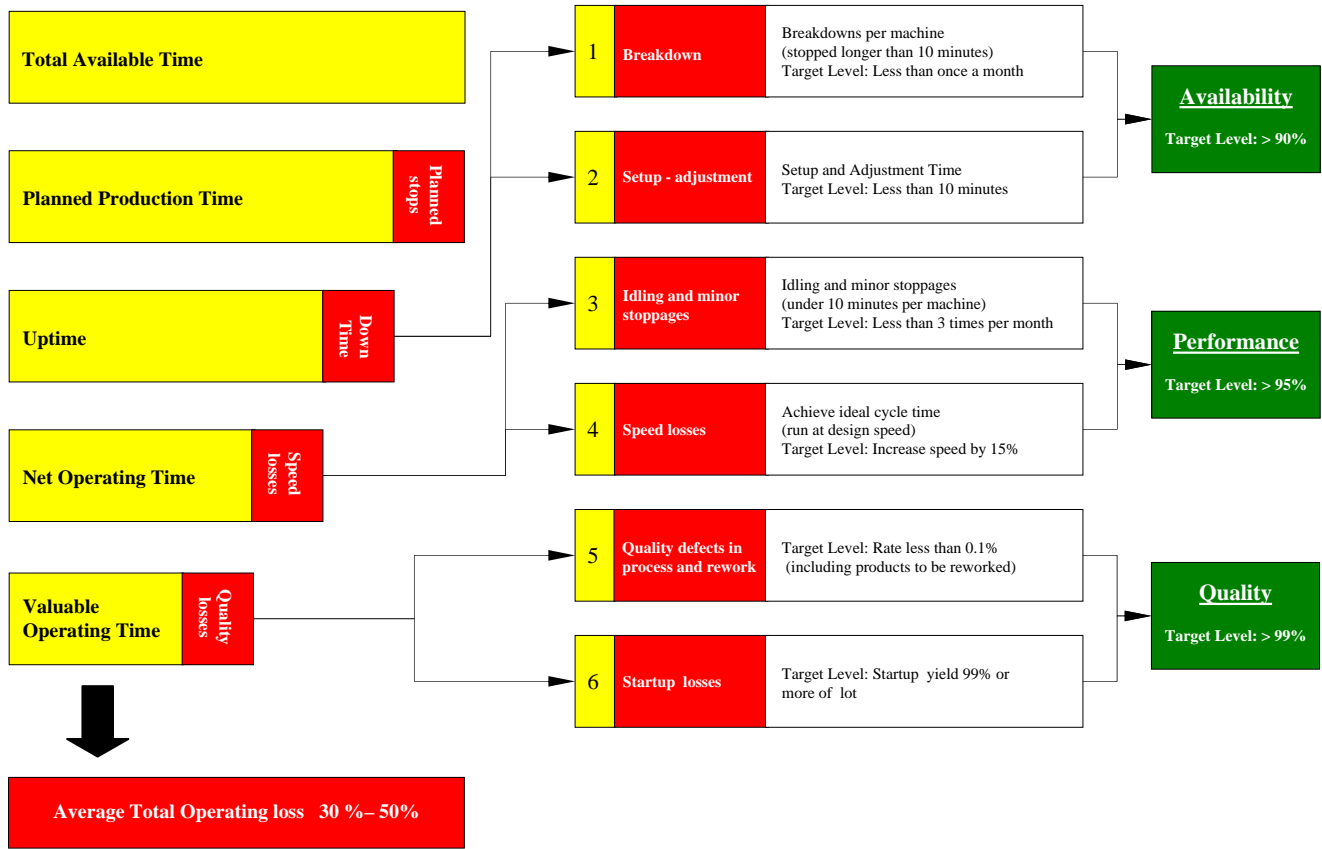 Total Available Time
Planned Production Time
Planned
stops
Uptime
Down
Time
Net Operating Time
Speed
losses
Valuable
Operating Time
Quality
losses
Average Total Operating loss 30 %– 50%
1
Breakdown
Breakdowns per machine
(stopped longer than 10 minutes)
Target Level: Less than once a month
2
Setup - adjustment
Setup and Adjustment Time
Target Level: Less than 10 minutes
3
Idling and minor
stoppages
Idling and minor stoppages
(under 10 minutes per machine)
Target Level: Less than 3 times per month
4
Speed losses
Achieve ideal cycle time
(run at design speed)
Target Level: Increase speed by 15%
5
Quality defects in
process and rework
Target Level: Rate less than 0.1%
(including products to be reworked)
6
Startup losses
Target Level: Startup yield 99% or
more of lot
Availability
Target Level: > 90%
Performance
Target Level: > 95%
Quality
Target Level: > 99%